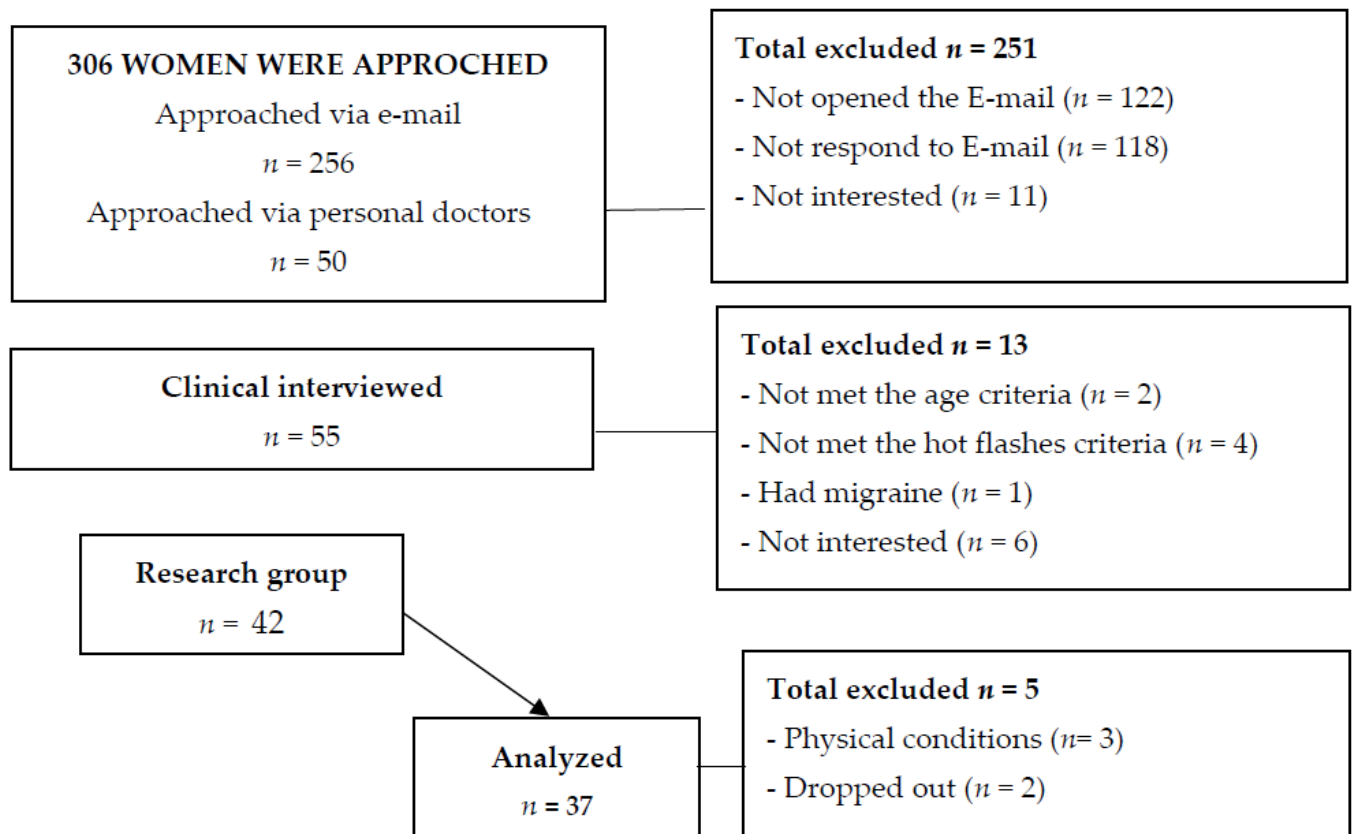 306 WOMEN WERE APPROCHED
Approached via e-mail
n = 256
Approached via personal doctors
n = 50
Total excluded n = 251
- Not opened the E-mail (n = 122)
- Not respond to E-mail (n = 118)
- Not interested (n = 11)
Clinical interviewed
n = 55
Total excluded n = 13
- Not met the age criteria (n = 2)
- Not met the hot flashes criteria (n = 4)
- Had migraine (n = 1)
- Not interested (n = 6)
Research group
n = 42
Analyzed
n = 37
Total excluded n = 5
- Physical conditions (n= 3)
- Dropped out (n = 2)